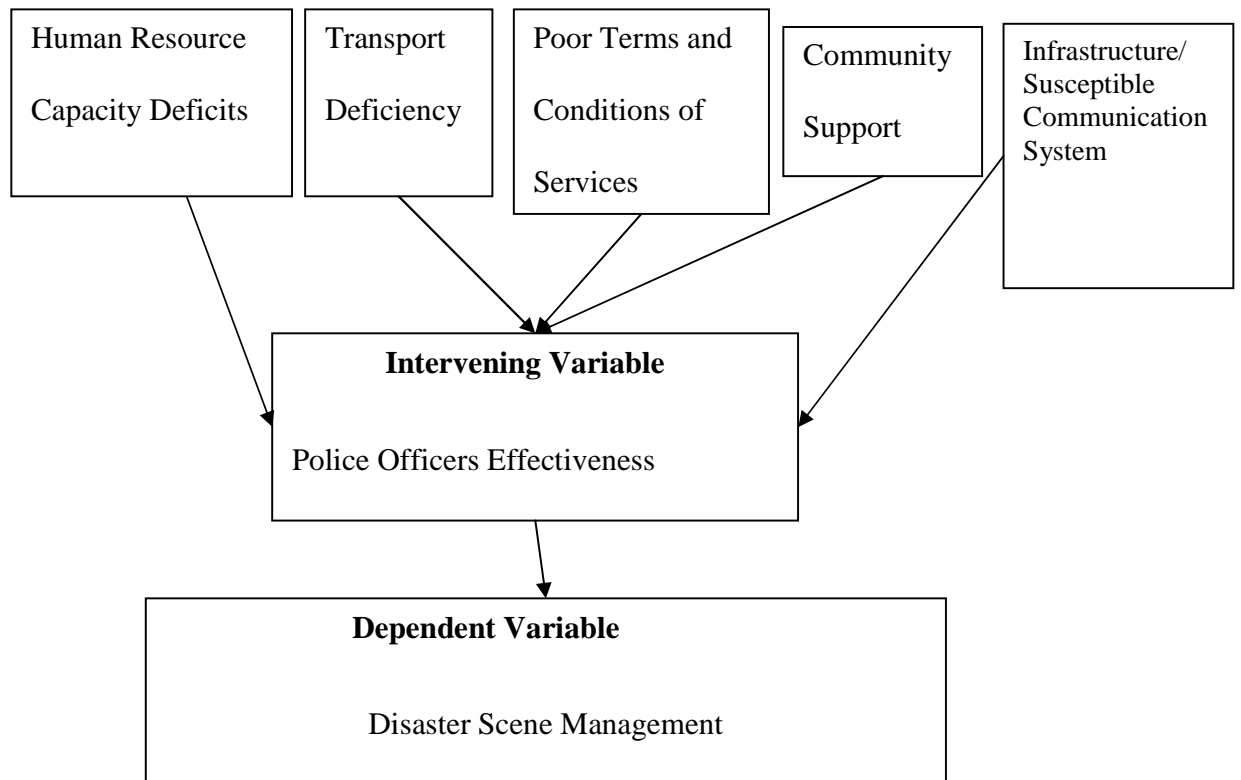 Human Resource
Capacity Deficits
Transport
Deficiency
Poor Terms and
Conditions of
Services
Community
Support
Infrastructure/
Susceptible
Communication
System
Intervening Variable
Police Officers Effectiveness
Dependent Variable
Disaster Scene Management